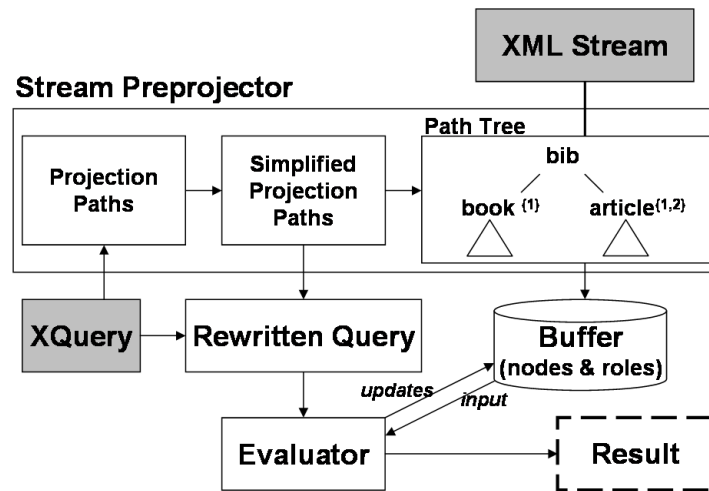 XML Stream
Stream Preprojector
Path Tree
Projection
Paths
Simplified
Projection
Paths
bib
book {1}
article{1,2}
XQuery
Rewritten Query
Buffer
(nodes & roles)
updates
input
Evaluator
Result